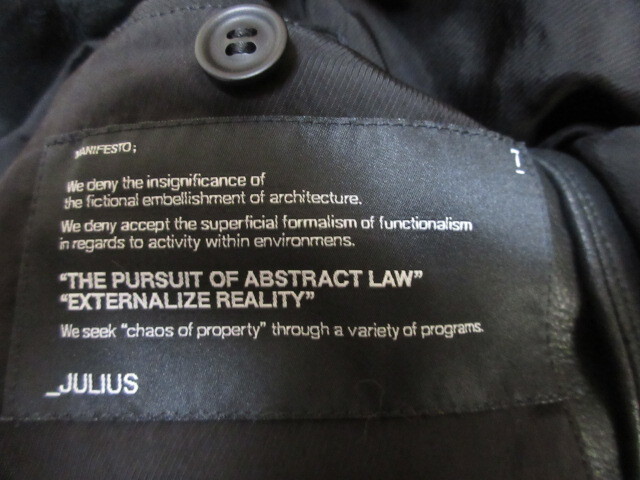 MANIFESTO;
1
We deny the insignificance of
the fictional embellishment of architecture.
We deny accept the superficial formalism of functionalism
in regards to activity within environmens.
“THE PURSUIT OF ABSTRACT LAW”
“EXTERNALIZE REALITY”
We seek “chaos of property” through a variety of programs.
_JULIUS